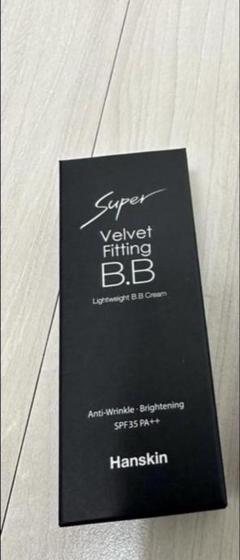 Super
Velvet
Fitting
B.B
Lightweight B.B Cream
Anti-Wrinkle · Brightening
SPF35 PA++
Hanskin